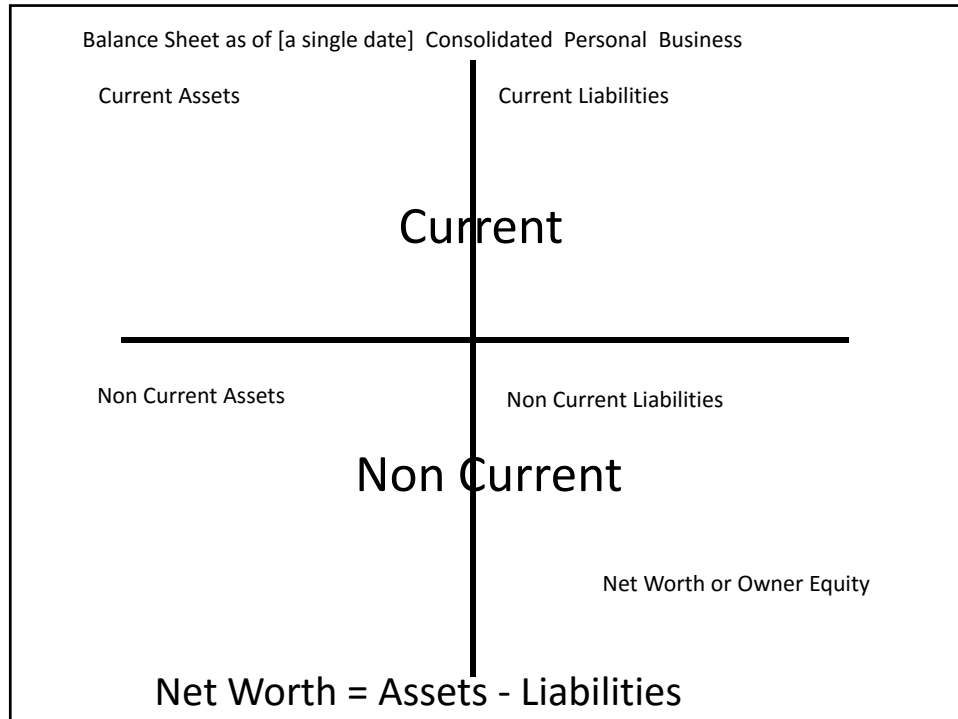 Balance Sheet as of [a single date]  Consolidated  Personal  Business
Current Assets
Current Liabilities
Current
Non Current Assets
Non Current Liabilities
Non Current
Net Worth or Owner Equity
Net Worth = Assets - Liabilities